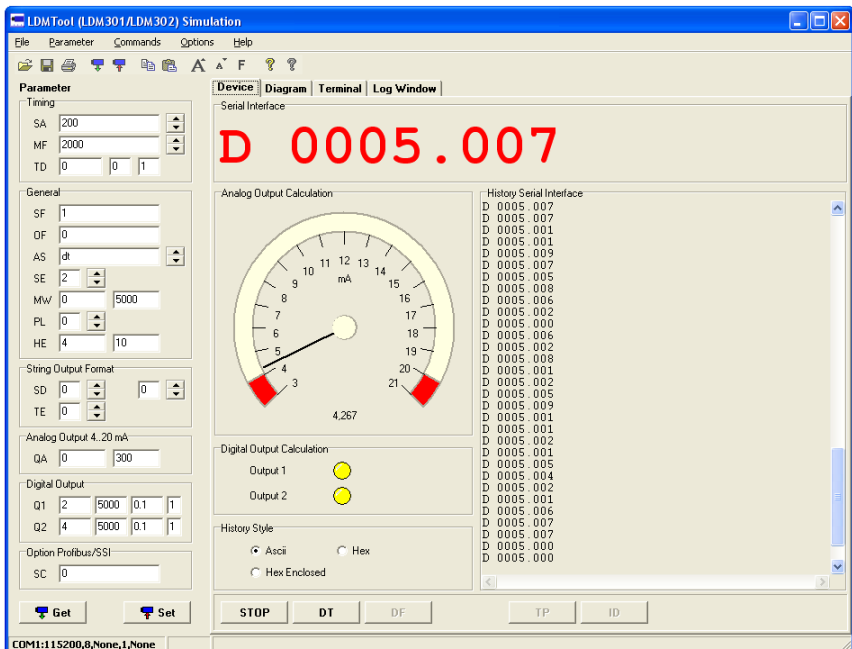 LDMTool (LDM301/LDM302) Simulation
File Parameter Commands Options Help
A A F ? ?
Parameter
Timing
SA 200
MF 2000
TD 0 0 1
General
SF 1
OF 0
AS dt
SE 2
MW 0 5000
PL 0
HE 4 10
String Output Format
SD 0 0
TE 0
Analog Output 4..20 mA
QA 0 300
Digital Output
Q1 2 5000 0.1 1
Q2 4 5000 0.1 1
Option Profibus/SSI
SC 0
Get Set
Device Diagram Terminal Log Window
Serial Interface
D 0005.007
Analog Output Calculation
3 4 5 6 7 8 9 10 11 12 13 14 15 16 17 18 19 20 21
mA
4,267
Digital Output Calculation
Output 1
Output 2
History Style
Ascii Hex
Hex Enclosed
History Serial Interface
D 0005.007
D 0005.007
D 0005.001
D 0005.001
D 0005.009
D 0005.007
D 0005.005
D 0005.008
D 0005.006
D 0005.002
D 0005.000
D 0005.006
D 0005.002
D 0005.008
D 0005.001
D 0005.002
D 0005.005
D 0005.009
D 0005.001
D 0005.001
D 0005.002
D 0005.001
D 0005.005
D 0005.004
D 0005.002
D 0005.001
D 0005.006
D 0005.007
D 0005.007
D 0005.000
D 0005.000
STOP DT DF TP ID
COM1:115200,8,None,1,None